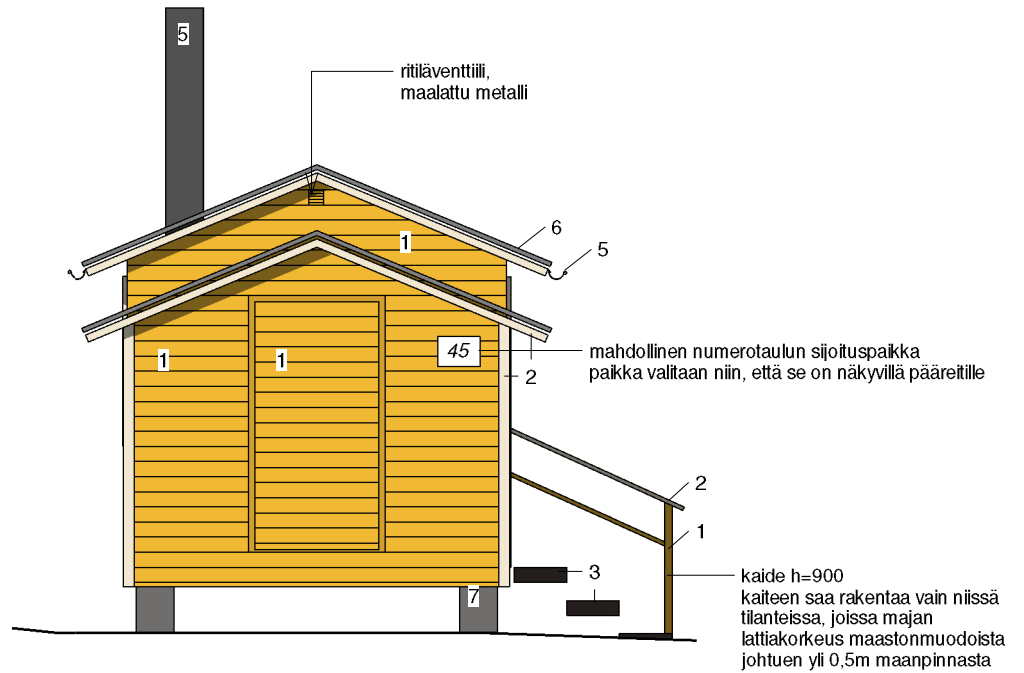 5
ritiläventtiili,
maalattu metalli
6
1
5
45
1
1
mahdollinen numerotaulun sijoituspaikka
paikka valitaan niin, että se on näkyvillä pääreitille
2
2
1
3
7
kaide h=900
kaiteen saa rakentaa vain niissä
tilanteissa, joissa majan
lattiakorkeus maastonmuodoista
johtuen yli 0,5m maanpinnasta